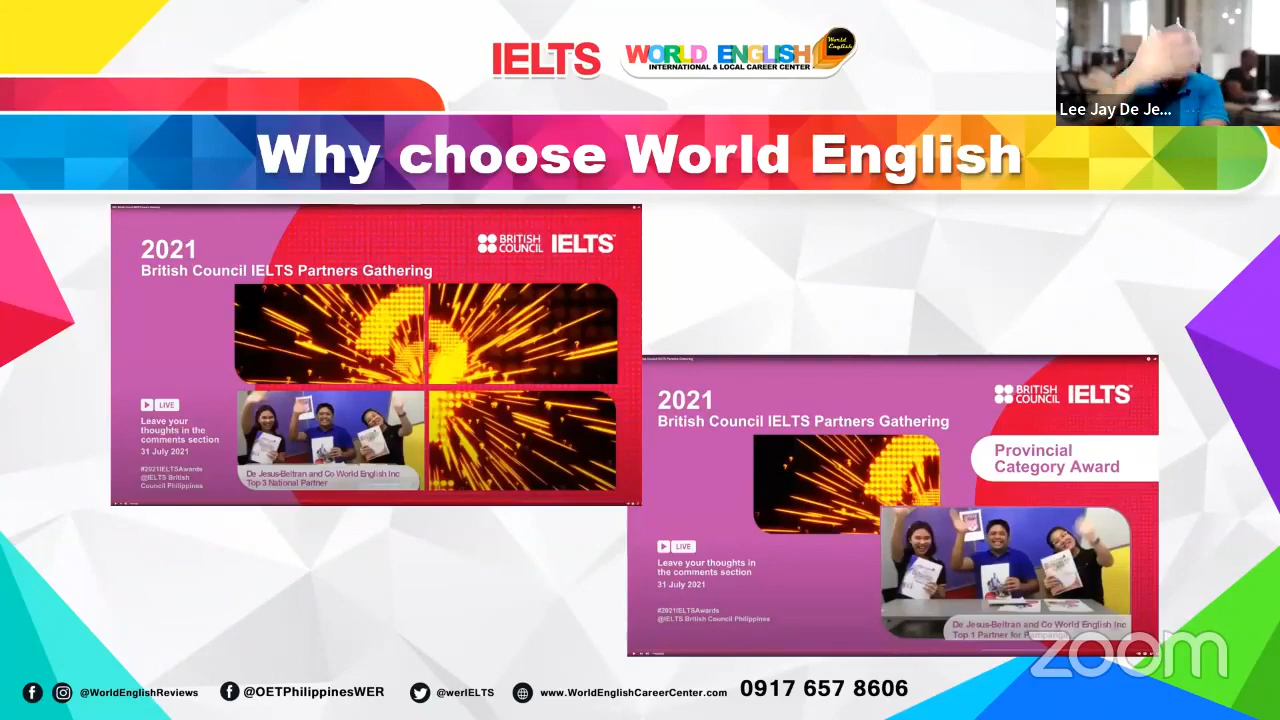 IELTS
WORLD ENGLISH
INTERNATIONAL & LOCAL CAREER CENTER
World
English
Lee Jay De Je...
Why choose World English
2021
British Council IELTS Partners Gathering
BRITISH
COUNCIL
IELTS
LIVE
Leave your
thoughts in the
comments section
31 July 2021
#2021IELTSAwards
@IELTS British
Council Philippines
De Jesus-Beltran and Co World English Inc
Top 3 National Partner
2021
British Council IELTS Partners Gathering
BRITISH
COUNCIL
IELTS
Provincial
Category Award
LIVE
Leave your thoughts in
the comments section
31 July 2021
#2021IELTSAwards
@IELTS British Council Philippines
De Jesus-Beltran and Co World English Inc
Top 1 Partner for Pampanga
zoom
@WorldEnglishReviews
@OETPhilippinesWER
@werIELTS
www.WorldEnglishCareerCenter.com
0917 657 8606